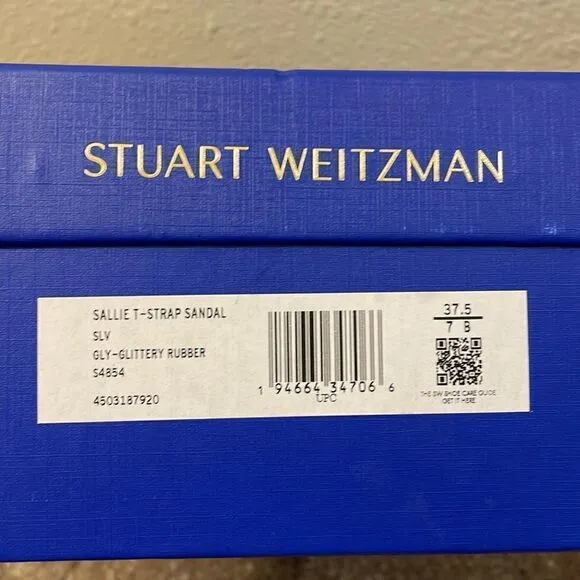 STUART WEITZMAN
SALLIE T-STRAP SANDAL
SLV
GLY-GLITTERY RUBBER
S4854
4503187920
1 94664 34706 6
UPC
37.5
7 B
THE SW SHOE CARE GUIDE
GET IT HERE